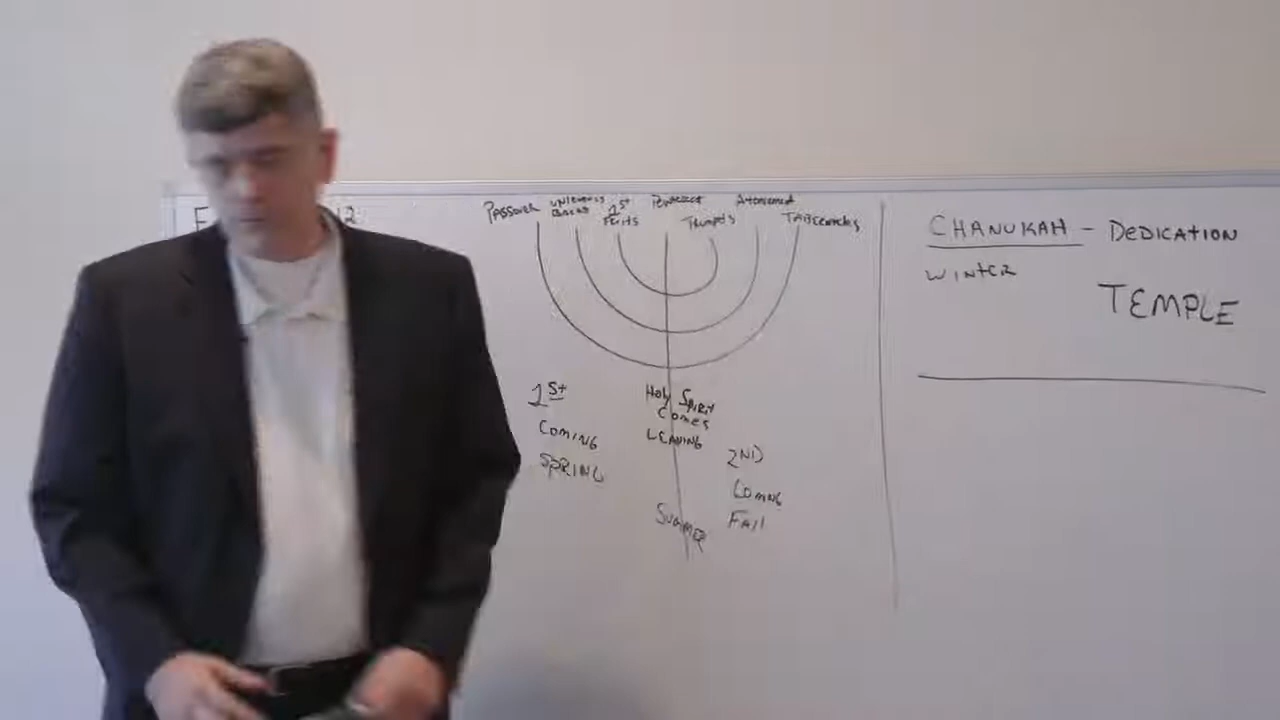 12
PASSOVER
UNLEAVENED
BREAD
1st
FRUITS
PENTECOST
TRUMPETS
ATONEMENT
TABERNACLES
1st
COMING
SPRING
HOLY SPIRIT
COMES
LEAVING
SUMMER
2ND
COMING
FAll
CHANUKAH - DEDICATION
WINTER
TEMPLE